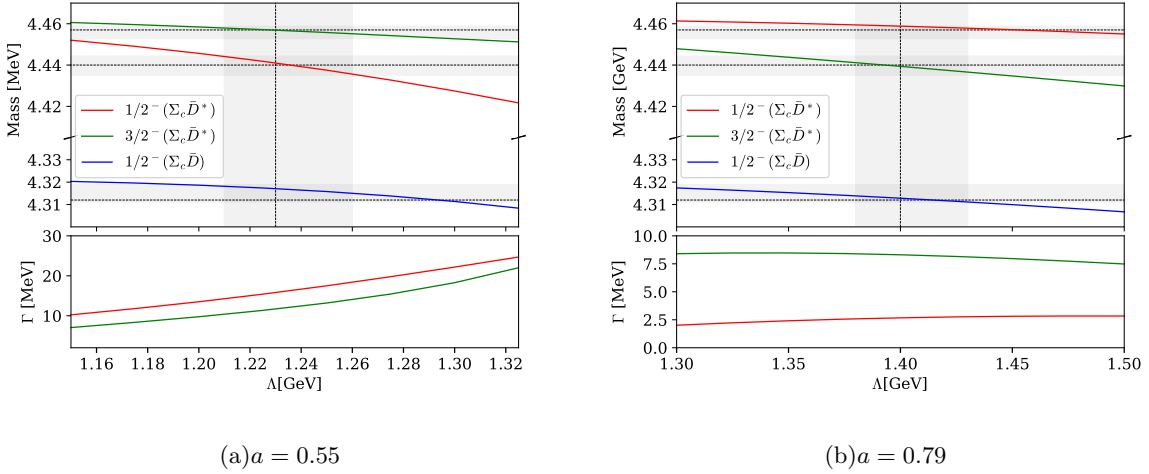 4.46
4.44
4.42
4.33
4.32
4.31
Mass [MeV]
1/2⁻(Σ_c D̄*)
3/2⁻(Σ_c D̄*)
1/2⁻(Σ_c D̄)
30
20
10
Γ [MeV]
1.16 1.18 1.20 1.22 1.24 1.26 1.28 1.30 1.32
Λ[GeV]
(a)a = 0.55
4.46
4.44
4.42
4.33
4.32
4.31
Mass [GeV]
1/2⁻(Σ_c D̄*)
3/2⁻(Σ_c D̄*)
1/2⁻(Σ_c D̄)
10.0
7.5
5.0
2.5
0.0
Γ [MeV]
1.30 1.35 1.40 1.45 1.50
Λ[GeV]
(b)a = 0.79